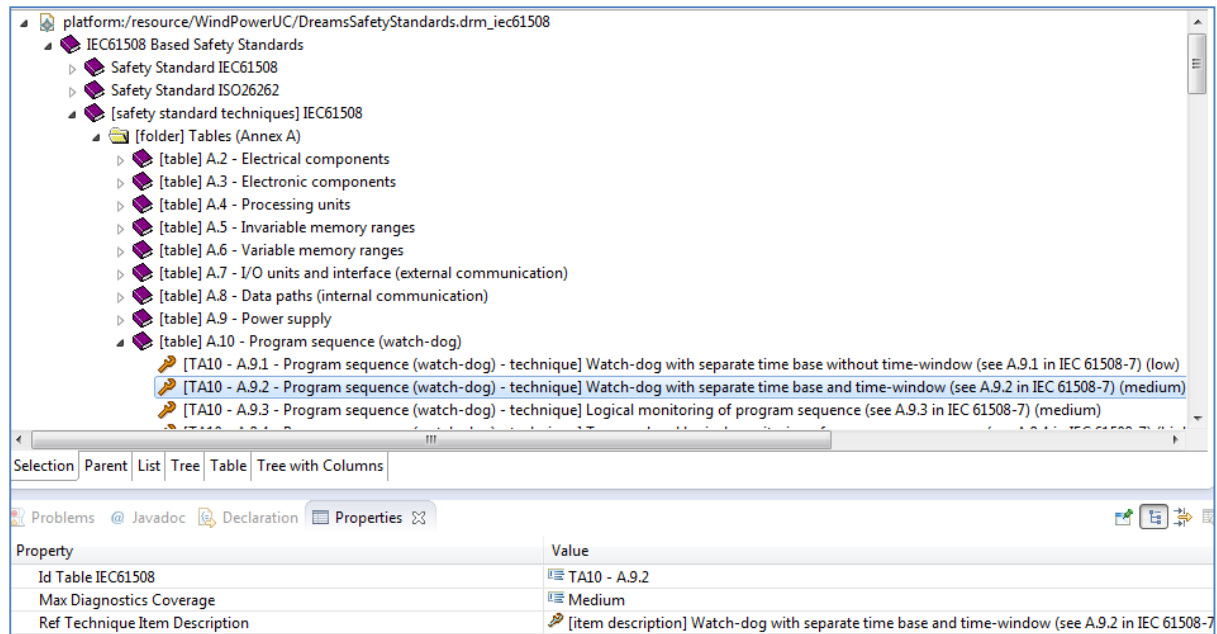 platform:/resource/WindPowerUC/DreamsSafetyStandards.drm_iec61508
IEC61508 Based Safety Standards
Safety Standard IEC61508
Safety Standard ISO26262
[safety standard techniques] IEC61508
[folder] Tables (Annex A)
[table] A.2 - Electrical components
[table] A.3 - Electronic components
[table] A.4 - Processing units
[table] A.5 - Invariable memory ranges
[table] A.6 - Variable memory ranges
[table] A.7 - I/O units and interface (external communication)
[table] A.8 - Data paths (internal communication)
[table] A.9 - Power supply
[table] A.10 - Program sequence (watch-dog)
[TA10 - A.9.1 - Program sequence (watch-dog) - technique] Watch-dog with separate time base without time-window (see A.9.1 in IEC 61508-7) (low)
[TA10 - A.9.2 - Program sequence (watch-dog) - technique] Watch-dog with separate time base and time-window (see A.9.2 in IEC 61508-7) (medium)
[TA10 - A.9.3 - Program sequence (watch-dog) - technique] Logical monitoring of program sequence (see A.9.3 in IEC 61508-7) (medium)
Selection Parent List Tree Table Tree with Columns
Problems @ Javadoc Declaration Properties
Property Value
Id Table IEC61508 TA10 - A.9.2
Max Diagnostics Coverage Medium
Ref Technique Item Description [item description] Watch-dog with separate time base and time-window (see A.9.2 in IEC 61508-7